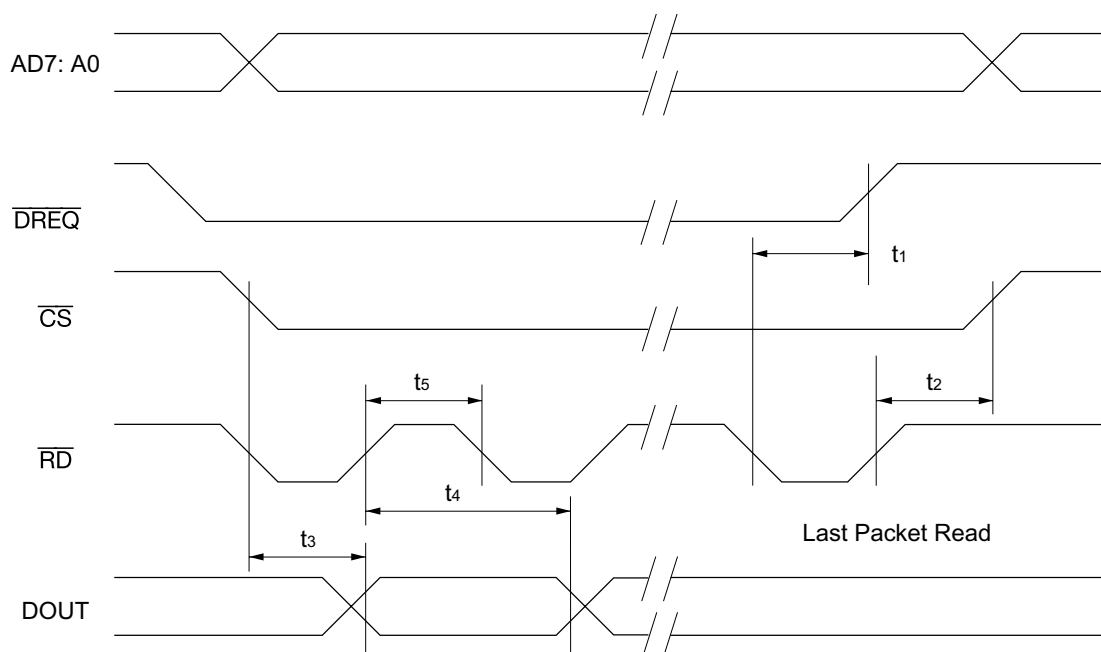 AD7: A0
DREQ
t1
CS
t5
t2
RD
t4
Last Packet Read
t3
DOUT